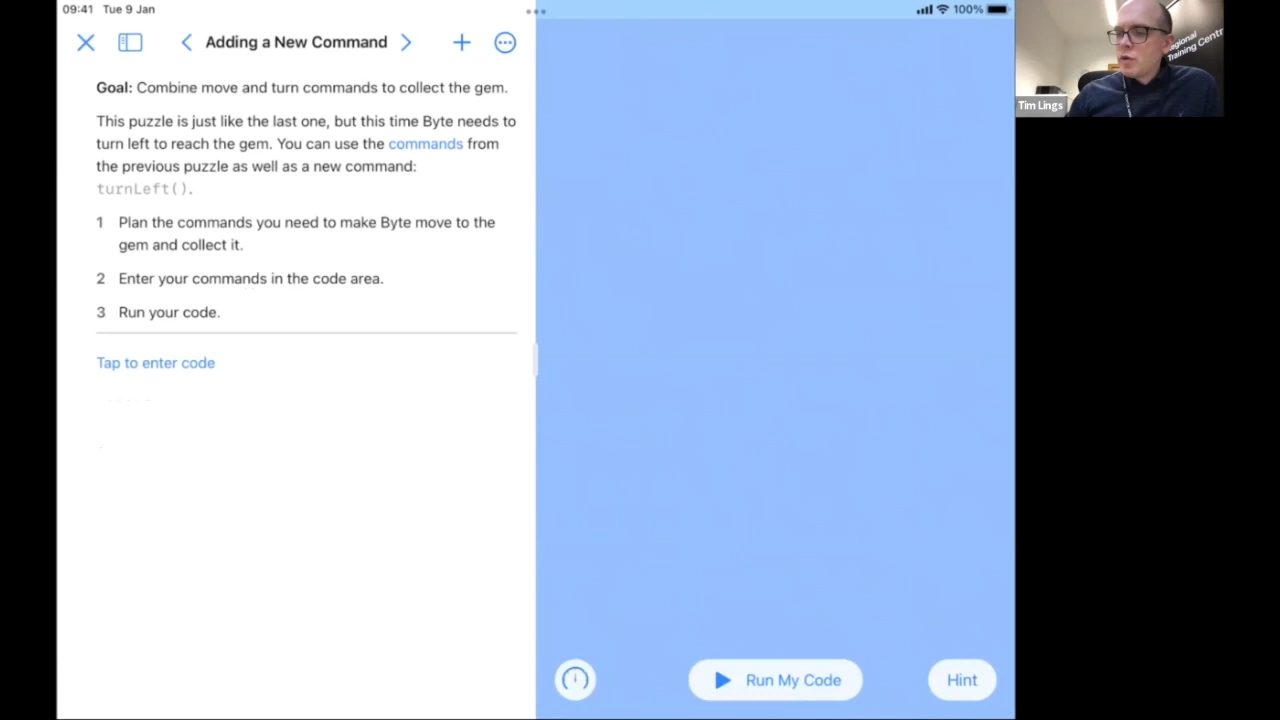 09:41 Tue 9 Jan
100%
Adding a New Command
Goal: Combine move and turn commands to collect the gem.
This puzzle is just like the last one, but this time Byte needs to
turn left to reach the gem. You can use the commands from
the previous puzzle as well as a new command:
turnLeft().
1 Plan the commands you need to make Byte move to the
gem and collect it.
2 Enter your commands in the code area.
3 Run your code.
Tap to enter code
Run My Code
Hint
Regional
Training Centr
Tim Lings